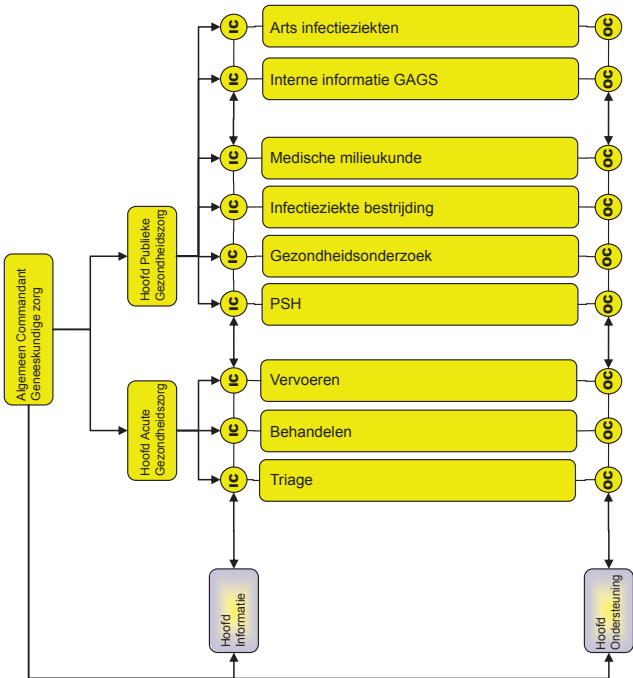 Algemeen Commandant
Geneeskundige zorg
Hoofd Publieke
Gezondheidszorg
Hoofd Acute
Gezondheidszorg
IC
Arts infectieziekten
OC
IC
Interne informatie GAGS
OC
IC
Medische milieukunde
OC
IC
Infectieziekte bestrijding
OC
IC
Gezondheidsonderzoek
OC
IC
PSH
OC
IC
Vervoeren
OC
IC
Behandelen
OC
IC
Triage
OC
Hoofd
Informatie
Hoofd
Ondersteuning